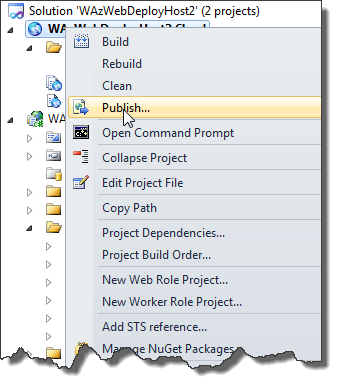 Solution 'WAzWebDeployHost2' (2 projects)
Build
Rebuild
Clean
Publish...
WA
Open Command Prompt
Collapse Project
Edit Project File
Copy Path
Project Dependencies...
Project Build Order...
New Web Role Project...
New Worker Role Project...
Add STS reference...
Manage NuGet Packages